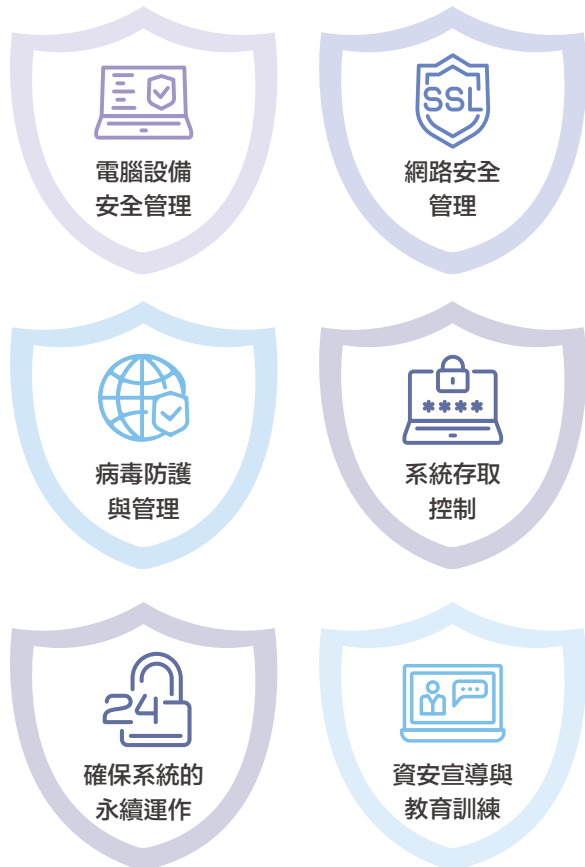 電腦設備
安全管理
SSL
網路安全
管理
病毒防護
與管理
****
系統存取
控制
24
確保系統的
永續運作
資安宣導與
教育訓練